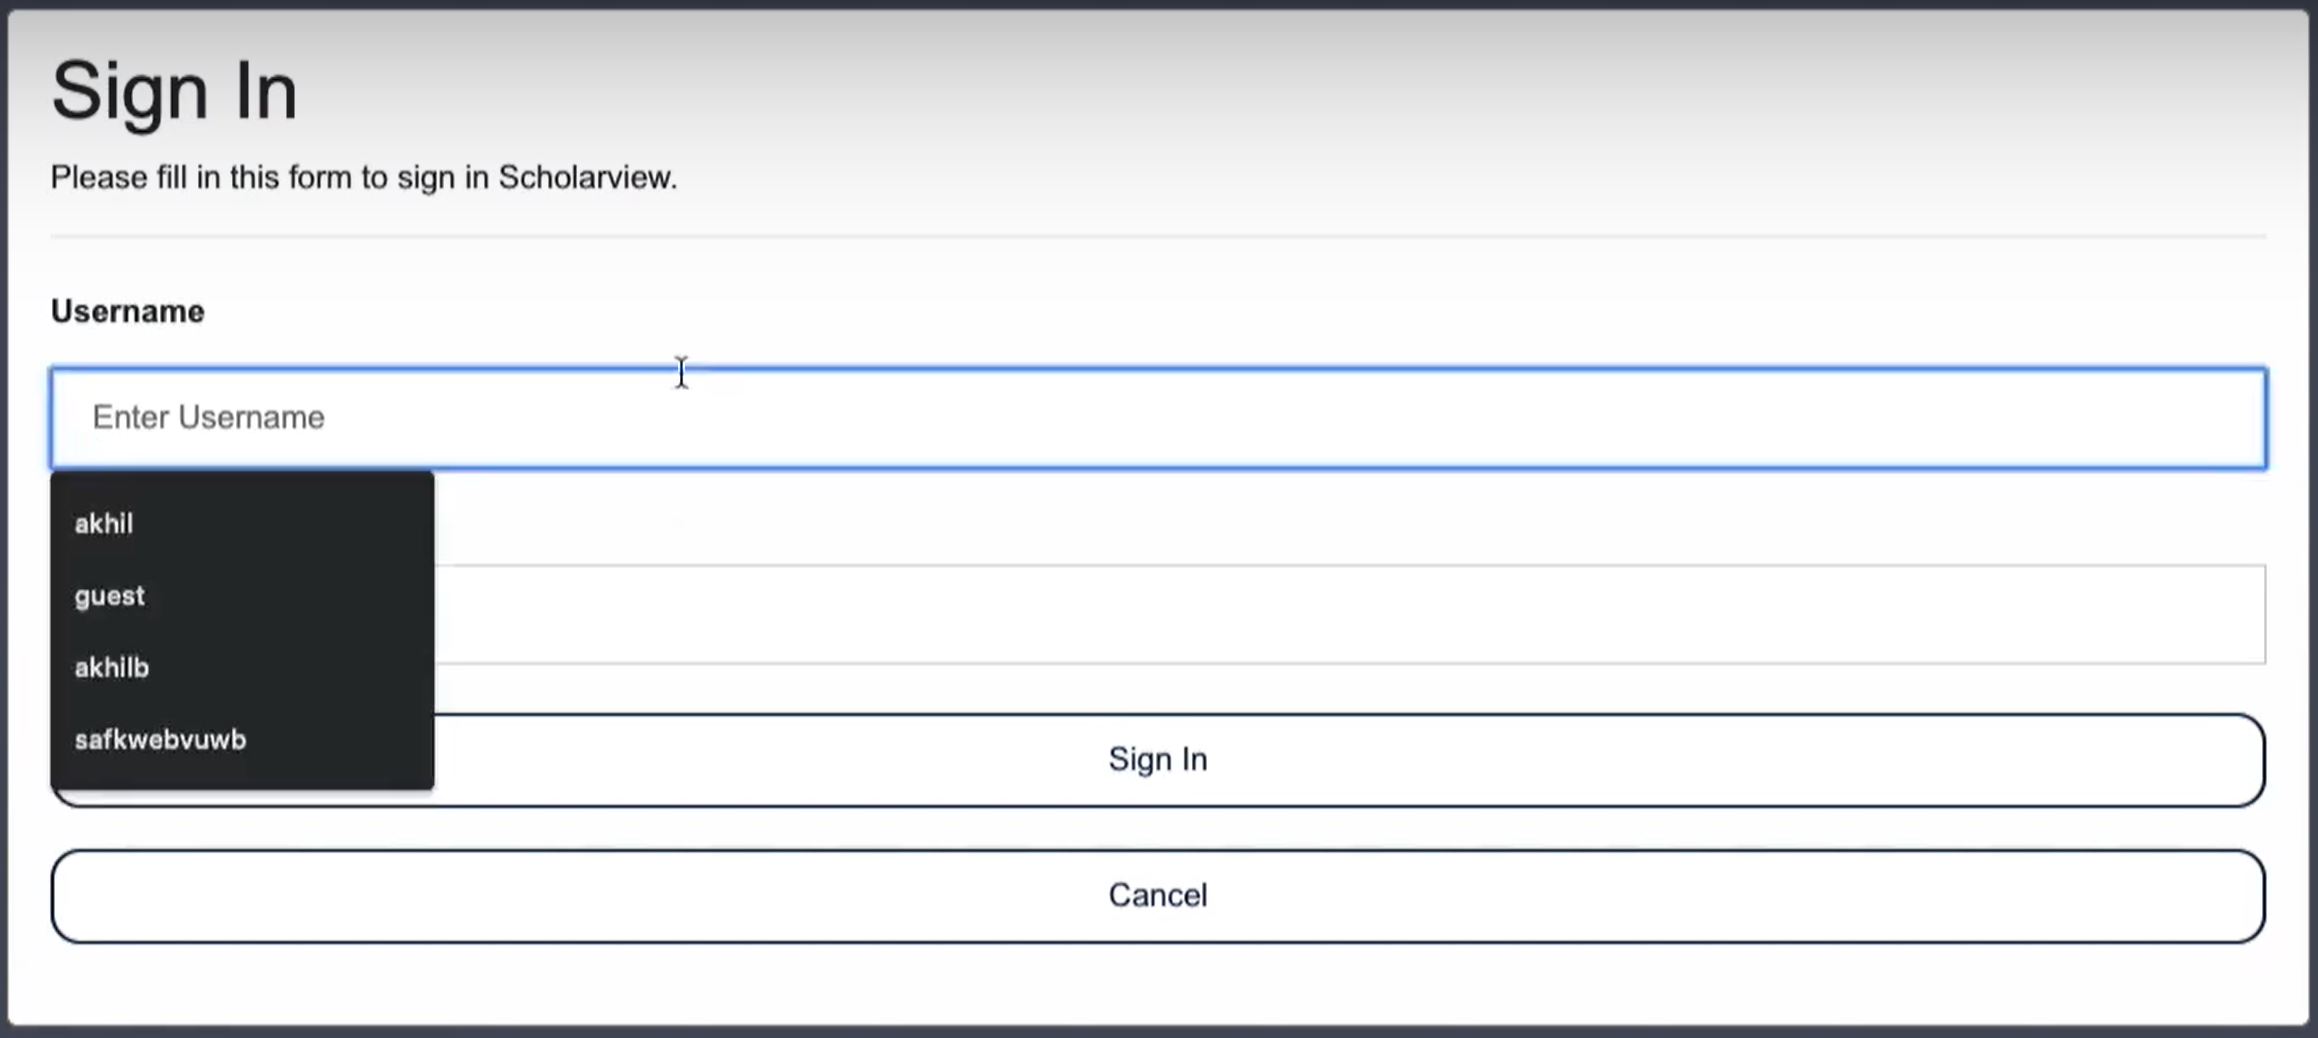 Sign In
Please fill in this form to sign in Scholarview.
Username
Enter Username
akhil
guest
akhilb
safkwebvuwb
Sign In
Cancel